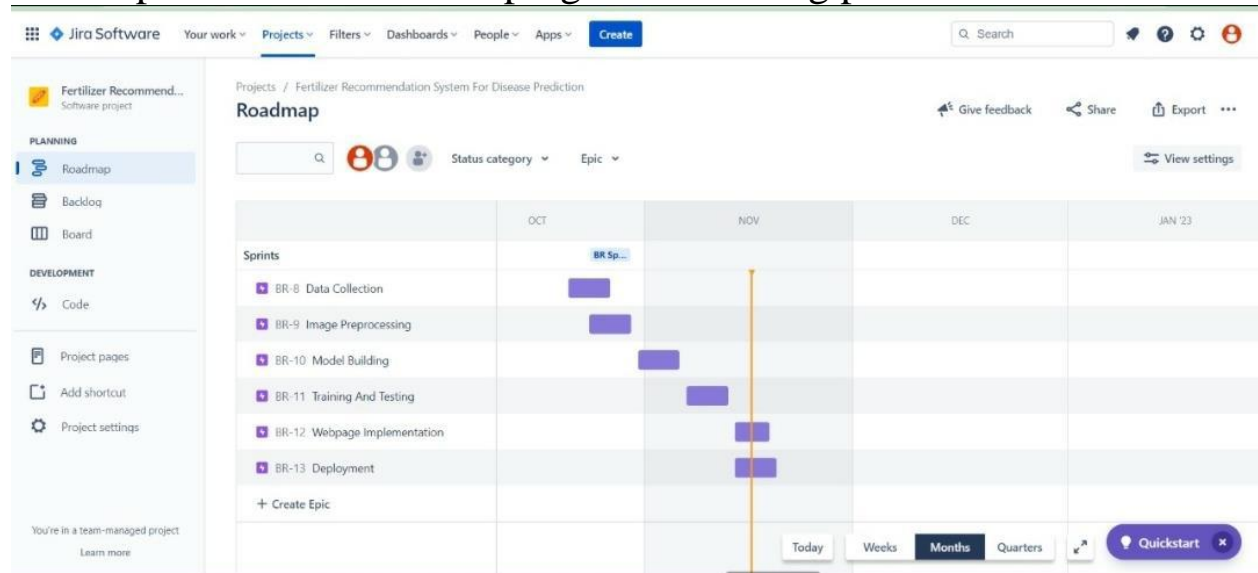 Jira Software Your work Projects Filters Dashboards People Apps Create Search
Fertilizer Recommend...
Software project
PLANNING
Roadmap
Backlog
Board
DEVELOPMENT
Code
Project pages
Add shortcut
Project settings
You're in a team-managed project
Learn more
Projects / Fertilizer Recommendation System For Disease Prediction
Roadmap
Give feedback Share Export
Status category Epic View settings
OCT NOV DEC JAN '23
Sprints BR Sp...
BR-8 Data Collection
BR-9 Image Preprocessing
BR-10 Model Building
BR-11 Training And Testing
BR-12 Webpage Implementation
BR-13 Deployment
+ Create Epic
Today Weeks Months Quarters Quickstart